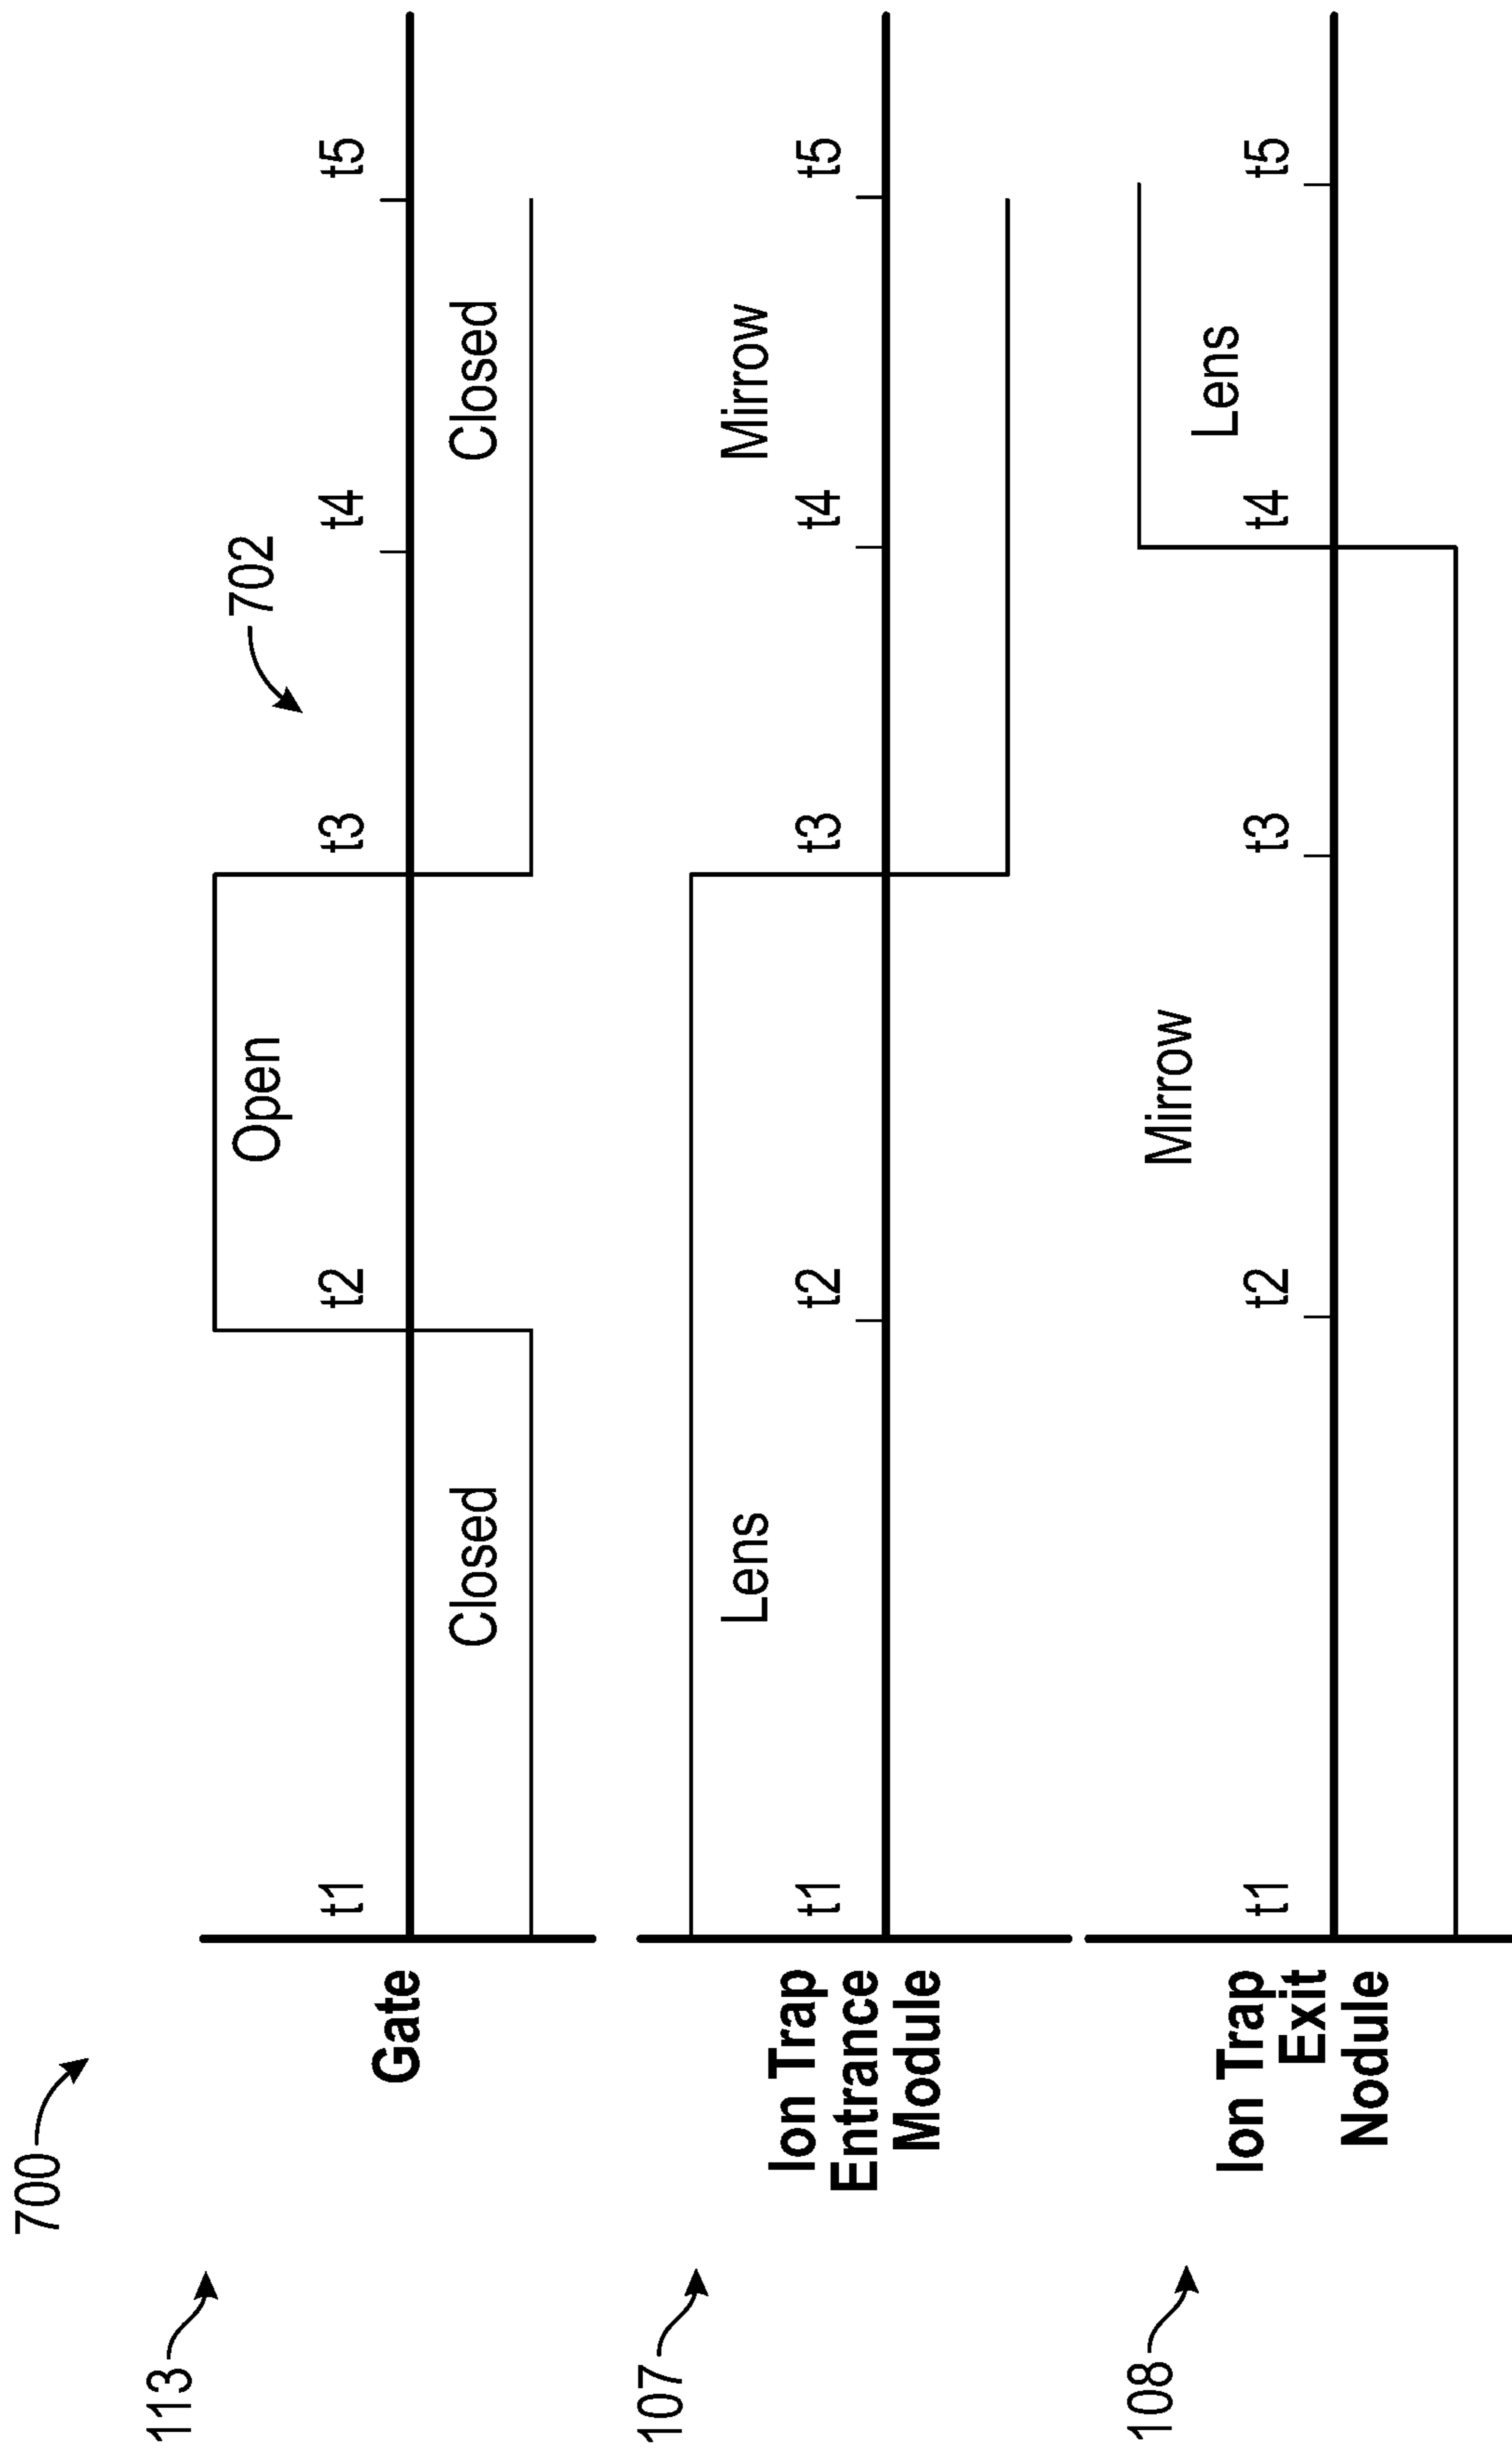 700
702
113
Gate
t1
t2
t3
t4
t5
Closed
Open
Closed
107
Ion Trap
Entrance
Module
t1
t2
t3
t4
t5
Lens
Mirrow
108
Ion Trap
Exit
Nodule
t1
t2
t3
t4
t5
Mirrow
Lens